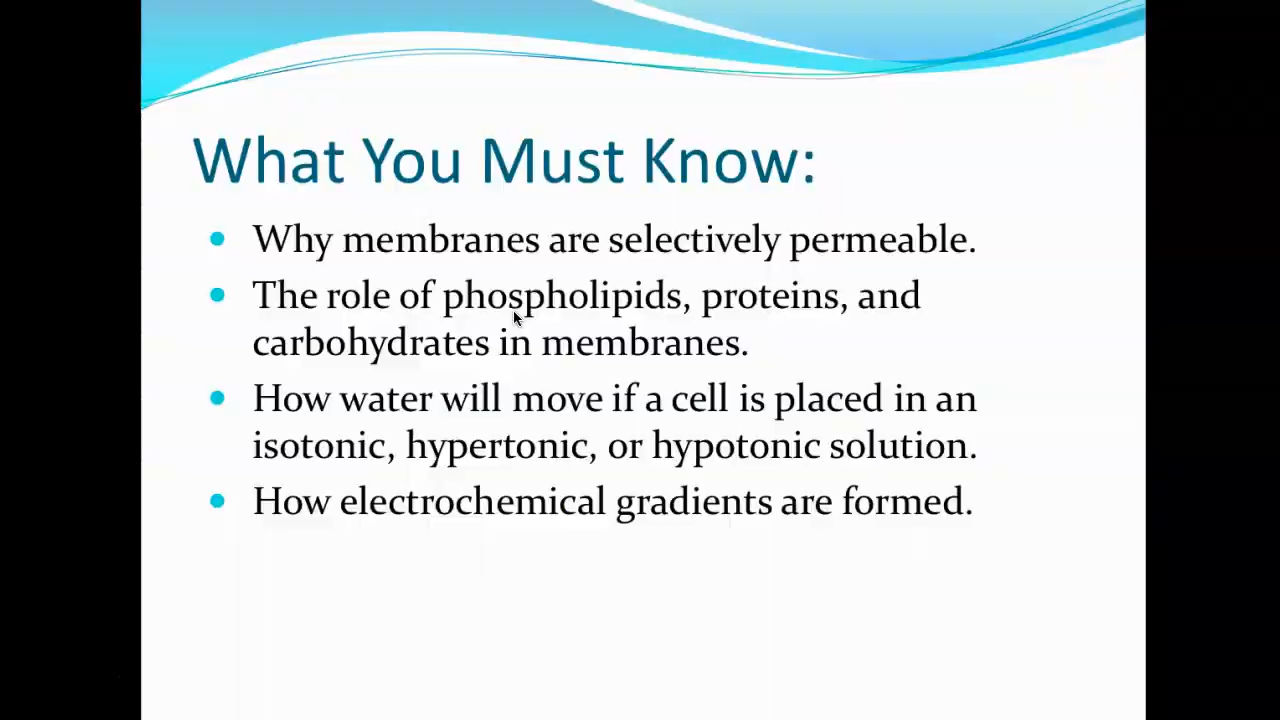 What You Must Know:
Why membranes are selectively permeable.
The role of phospholipids, proteins, and
carbohydrates in membranes.
How water will move if a cell is placed in an
isotonic, hypertonic, or hypotonic solution.
How electrochemical gradients are formed.